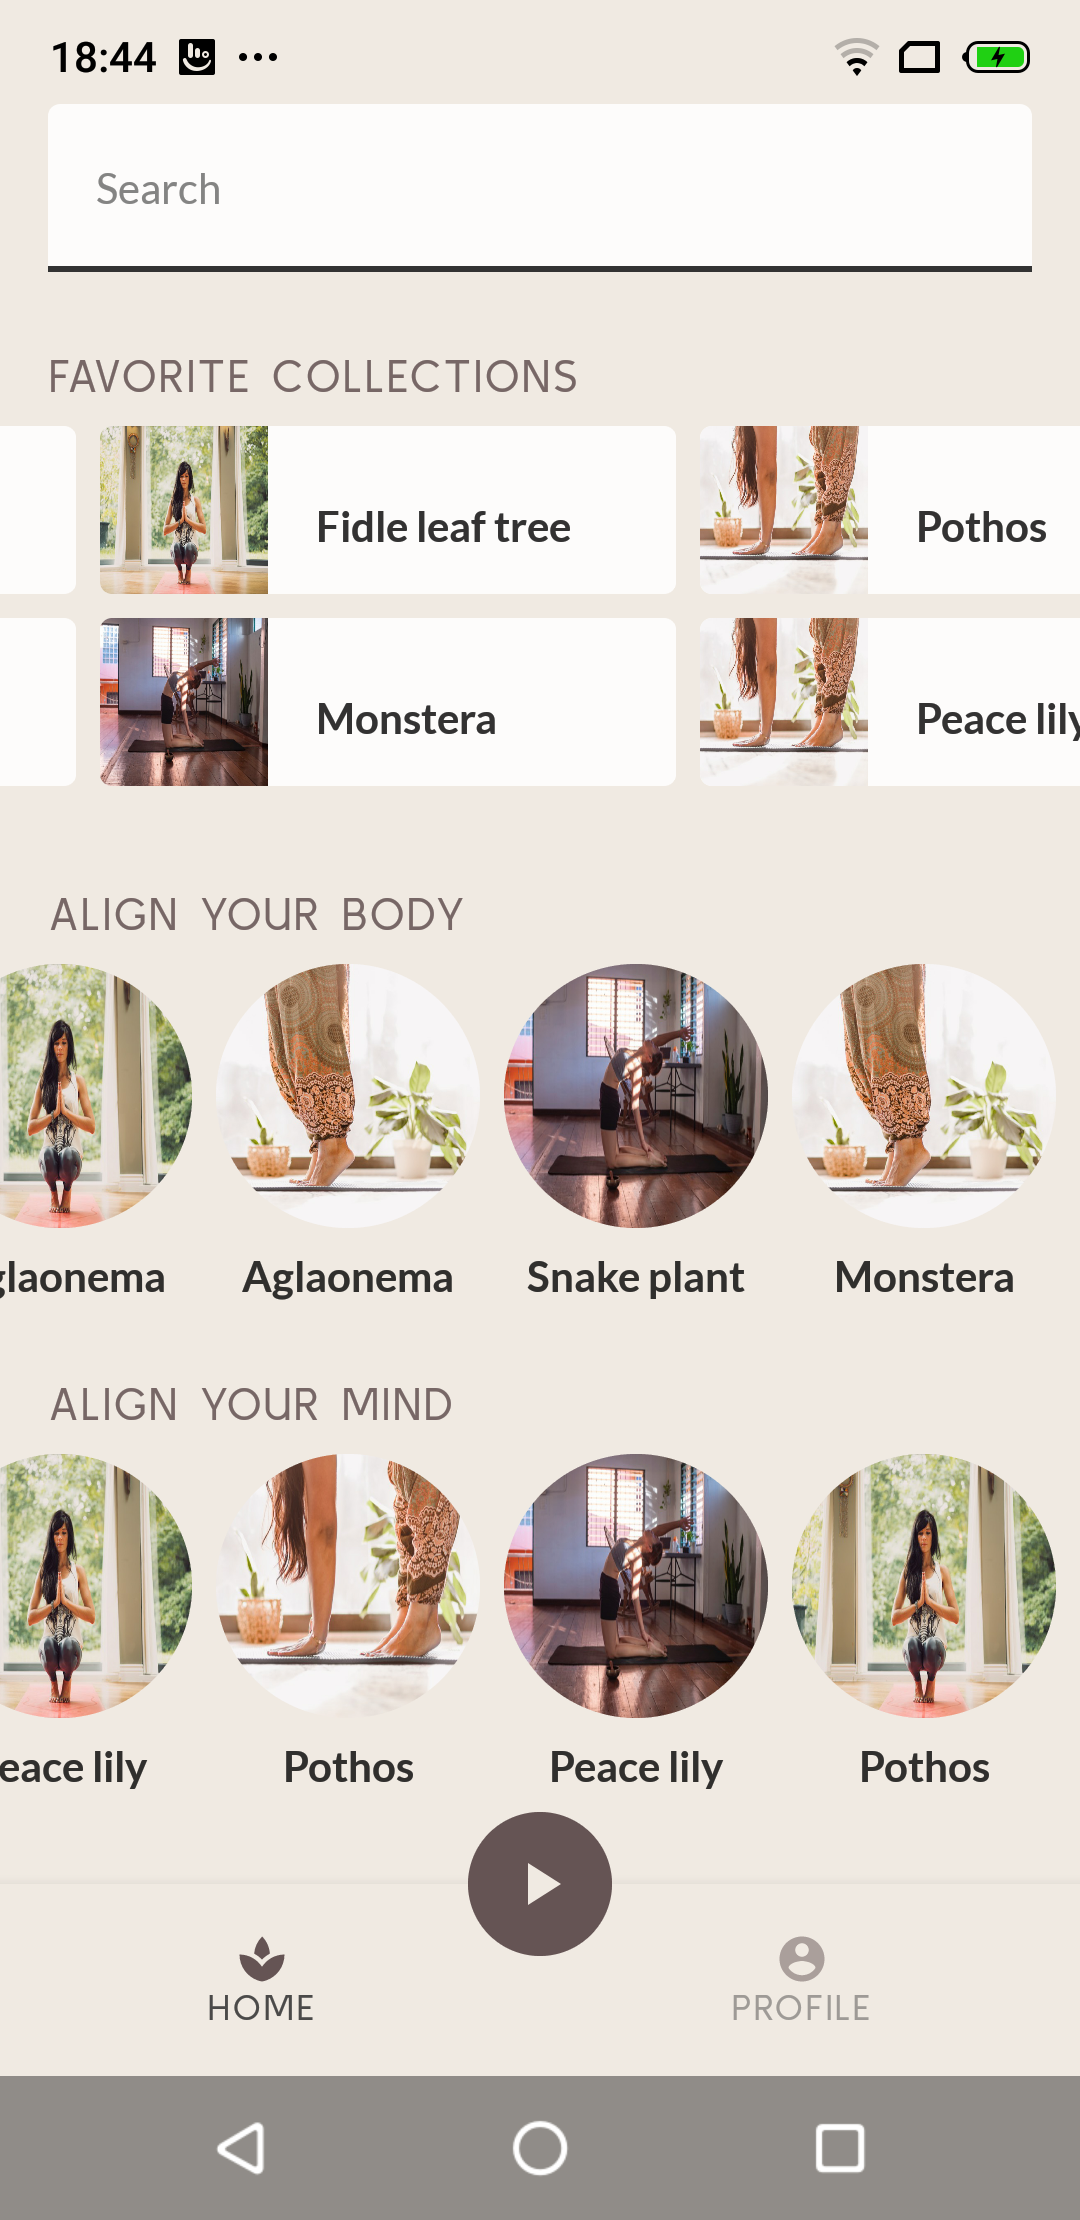 18:44
Search
FAVORITE COLLECTIONS
Fidle leaf tree
Pothos
Monstera
Peace lily
ALIGN YOUR BODY
glaonema
Aglaonema
Snake plant
Monstera
ALIGN YOUR MIND
eace lily
Pothos
Peace lily
Pothos
HOME
PROFILE